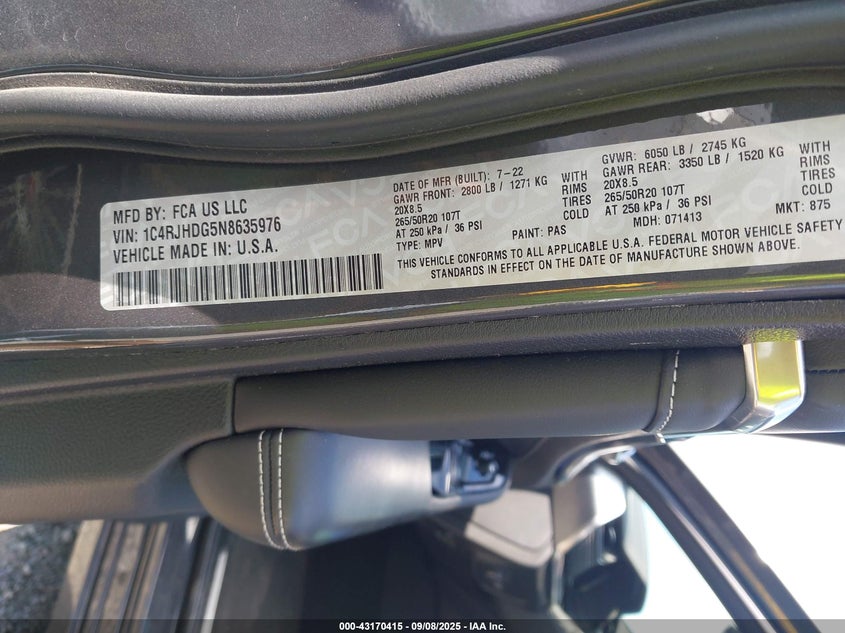 MFD BY: FCA US LLC
VIN: 1C4RJHDG5N8635976
VEHICLE MADE IN U.S.A.
DATE OF MFR (BUILT): 7-22
GAWR FRONT: 2800 LB / 1271 KG WITH
20X8.5 RIMS
265/50R20 107T TIRES
AT 250 kPa / 36 PSI COLD
TYPE: MPV PAINT: PAS
GVWR: 6050 LB / 2745 KG
GAWR REAR: 3350 LB / 1520 KG WITH
20X8.5 RIMS
265/50R20 107T TIRES
AT 250 kPa / 36 PSI COLD
MDH: 071413 MKT: 875
THIS VEHICLE CONFORMS TO ALL APPLICABLE U.S.A. FEDERAL MOTOR VEHICLE SAFETY
STANDARDS IN EFFECT ON THE DATE OF MANUFACTURE SHOWN ABOVE.
000-43170415 - 09/08/2025 - IAA Inc.